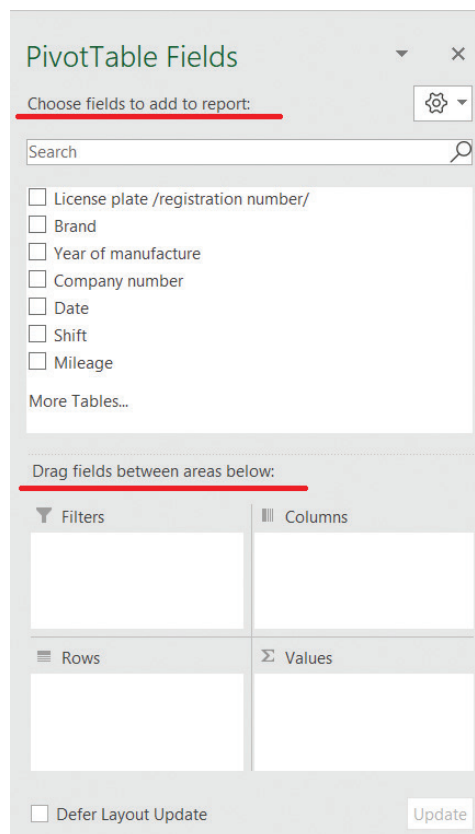 PivotTable Fields
Choose fields to add to report:
Search
License plate /registration number/
Brand
Year of manufacture
Company number
Date
Shift
Mileage
More Tables...
Drag fields between areas below:
Filters
Columns
Rows
Σ Values
Defer Layout Update
Update